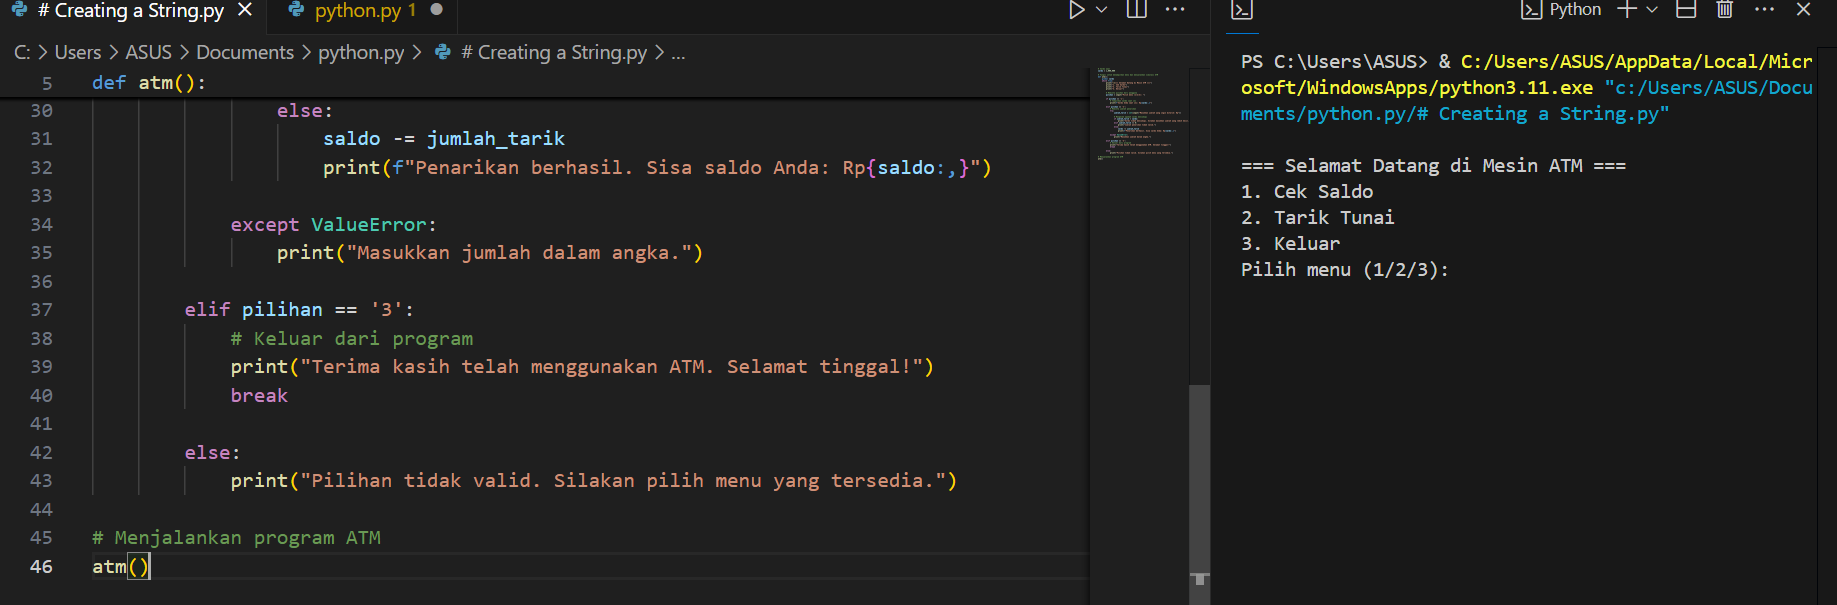 # Creating a String.py
python.py 1
Python
C: > Users > ASUS > Documents > python.py > # Creating a String.py > ...
5 def atm():
30 else:
31 saldo -= jumlah_tarik
32 print(f"Penarikan berhasil. Sisa saldo Anda: Rp{saldo:,}")
33
34 except ValueError:
35 print("Masukkan jumlah dalam angka.")
36
37 elif pilihan == '3':
38 # Keluar dari program
39 print("Terima kasih telah menggunakan ATM. Selamat tinggal!")
40 break
41
42 else:
43 print("Pilihan tidak valid. Silakan pilih menu yang tersedia.")
44
45 # Menjalankan program ATM
46 atm()
PS C:\Users\ASUS> & C:/Users/ASUS/AppData/Local/Micr
osoft/WindowsApps/python3.11.exe "c:/Users/ASUS/Docu
ments/python.py/# Creating a String.py"
=== Selamat Datang di Mesin ATM ===
1. Cek Saldo
2. Tarik Tunai
3. Keluar
Pilih menu (1/2/3):